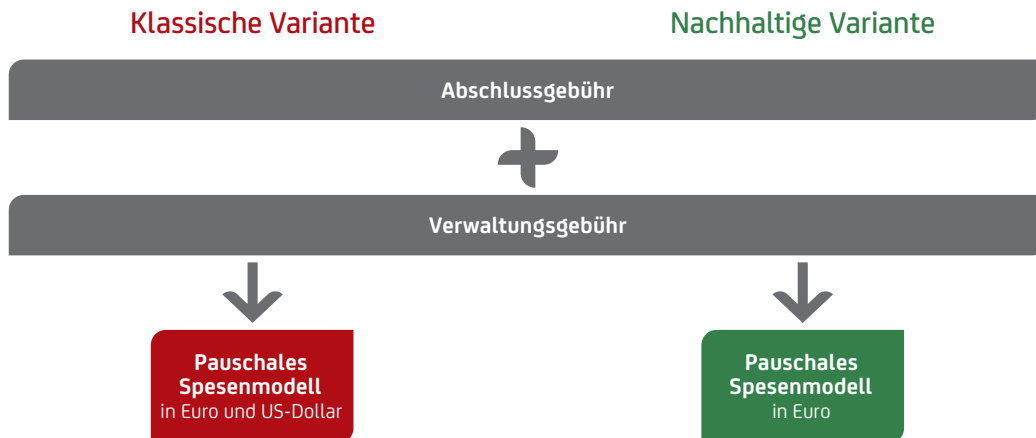 Klassische Variante
Nachhaltige Variante
Abschlussgebühr
Verwaltungsgebühr
Pauschales
Spesenmodell
in Euro und US-Dollar
Pauschales
Spesenmodell
in Euro